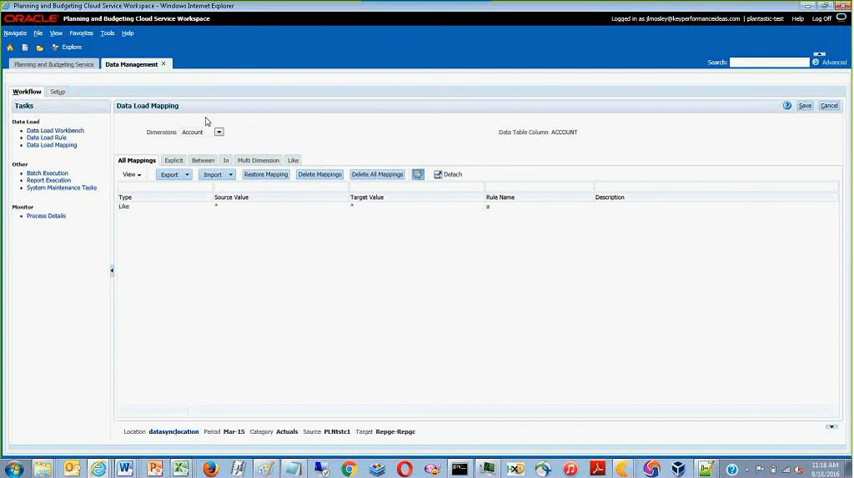 Planning and Budgeting Cloud Service Workspace - Windows Internet Explorer
ORACLE Planning and Budgeting Cloud Service Workspace
Logged in as jlmosley@keyperformanceideas.com | plantastic-test Help Log Off
Navigate File View Favorites Tools Help
Explore
Planning and Budgeting Service Data Management Search: Advanced
Workflow Setup
Tasks
Data Load
Data Load Workbench
Data Load Rule
Data Load Mapping
Other
Batch Execution
Report Execution
System Maintenance Tasks
Monitor
Process Details
Data Load Mapping Save Cancel
Dimensions Account Data Table Column ACCOUNT
All Mappings Explicit Between In Multi Dimension Like
View Export Import Restore Mapping Delete Mappings Delete All Mappings Detach
Type Source Value Target Value Rule Name Description
Like * * a
Location datasynclocation Period Mar-15 Category Actuals Source PLNtstc1 Target Repge-Repgc
11:18 AM
8/18/2016